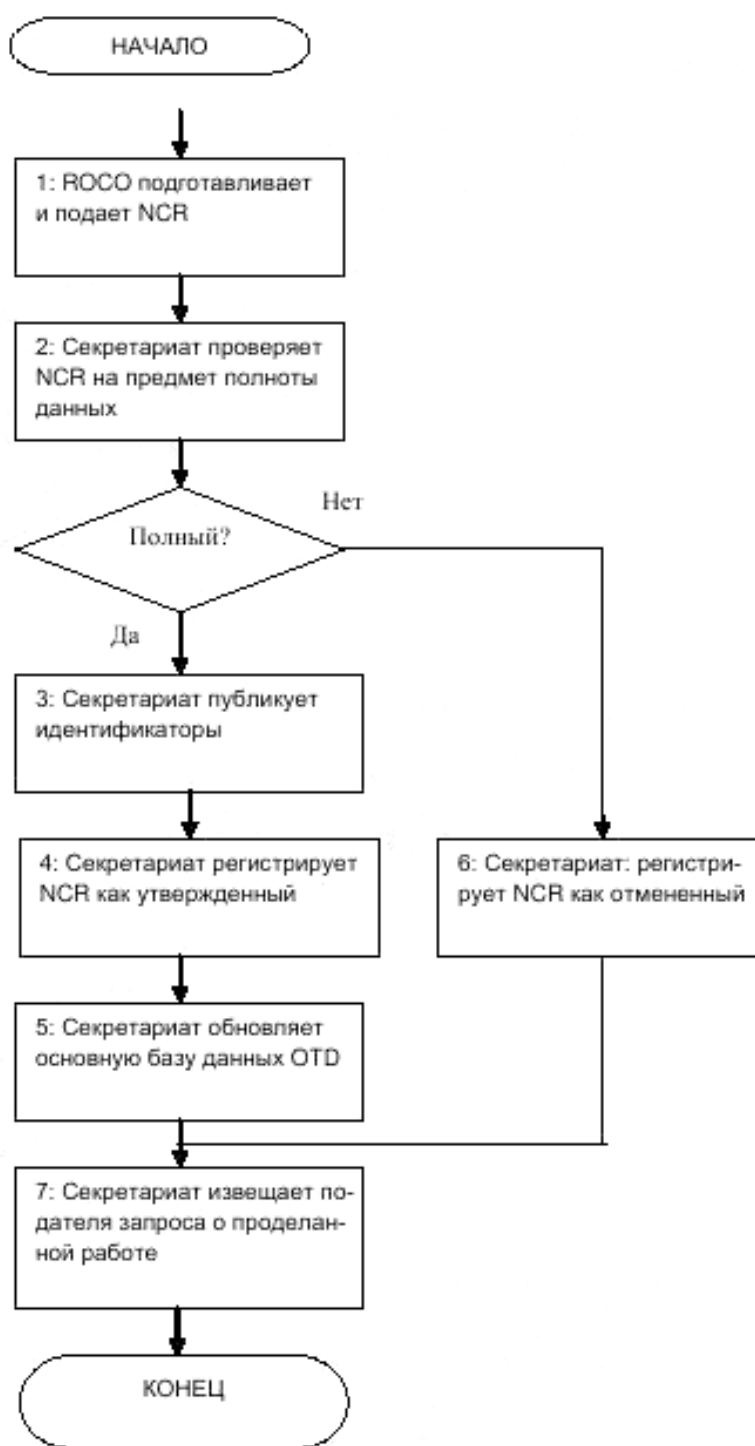 НАЧАЛО
1: ROCO подготавливает
и подает NCR
2: Секретариат проверяет
NCR на предмет полноты
данных
Нет
Полный?
Да
3: Секретариат публикует
идентификаторы
4: Секретариат регистрирует
NCR как утвержденный
6: Секретариат: регистри-
рует NCR как отмененный
5: Секретариат обновляет
основную базу данных OTD
7: Секретариат извещает по-
дателя запроса о проделан-
ной работе
КОНЕЦ